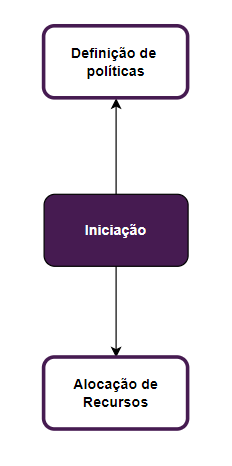 Definição de
políticas
Iniciação
Alocação de
Recursos